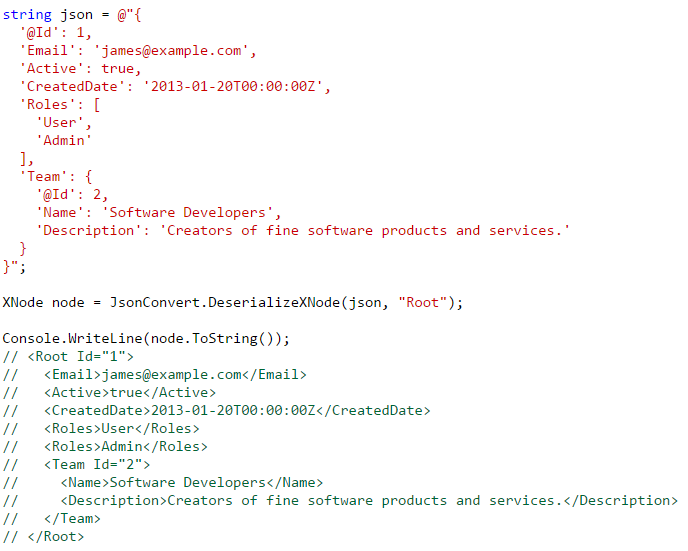 string json = @"{
  '@Id': 1,
  'Email': 'james@example.com',
  'Active': true,
  'CreatedDate': '2013-01-20T00:00:00Z',
  'Roles': [
    'User',
    'Admin'
  ],
  'Team': {
    '@Id': 2,
    'Name': 'Software Developers',
    'Description': 'Creators of fine software products and services.'
  }
}";

XNode node = JsonConvert.DeserializeXNode(json, "Root");

Console.WriteLine(node.ToString());
// <Root Id="1">
//   <Email>james@example.com</Email>
//   <Active>true</Active>
//   <CreatedDate>2013-01-20T00:00:00Z</CreatedDate>
//   <Roles>User</Roles>
//   <Roles>Admin</Roles>
//   <Team Id="2">
//     <Name>Software Developers</Name>
//     <Description>Creators of fine software products and services.</Description>
//   </Team>
// </Root>